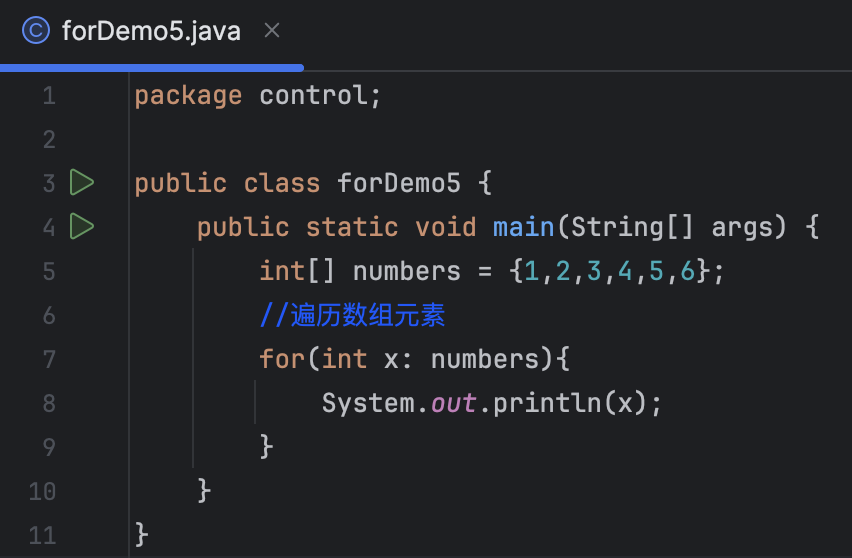 forDemo5.java
1 package control;
2
3 public class forDemo5 {
4 public static void main(String[] args) {
5 int[] numbers = {1,2,3,4,5,6};
6 //遍历数组元素
7 for(int x: numbers){
8 System.out.println(x);
9 }
10 }
11 }